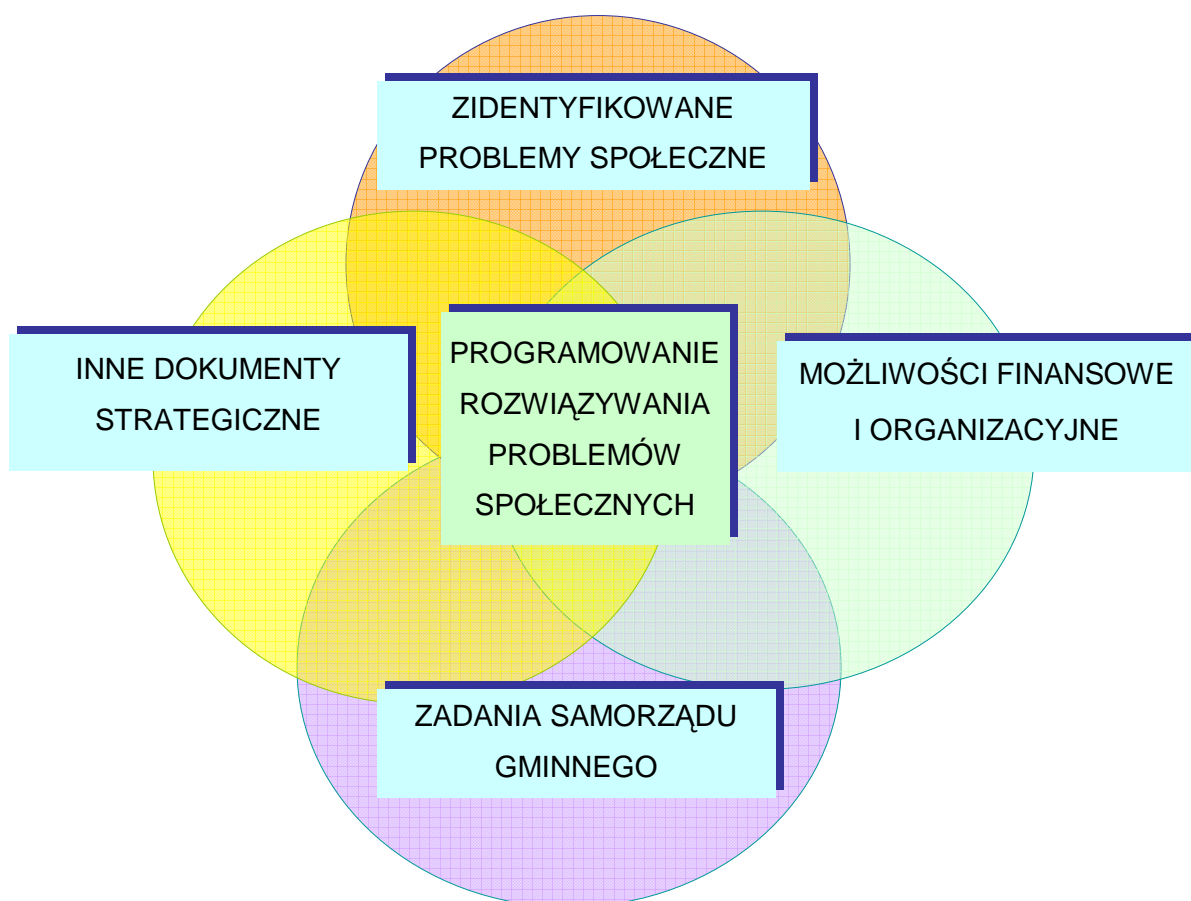 ZIDENTYFIKOWANE
PROBLEMY SPOŁECZNE
INNE DOKUMENTY
STRATEGICZNE
PROGRAMOWANIE
ROZWIĄZYWANIA
PROBLEMÓW
SPOŁECZNYCH
MOŻLIWOŚCI FINANSOWE
I ORGANIZACYJNE
ZADANIA SAMORZĄDU
GMINNEGO